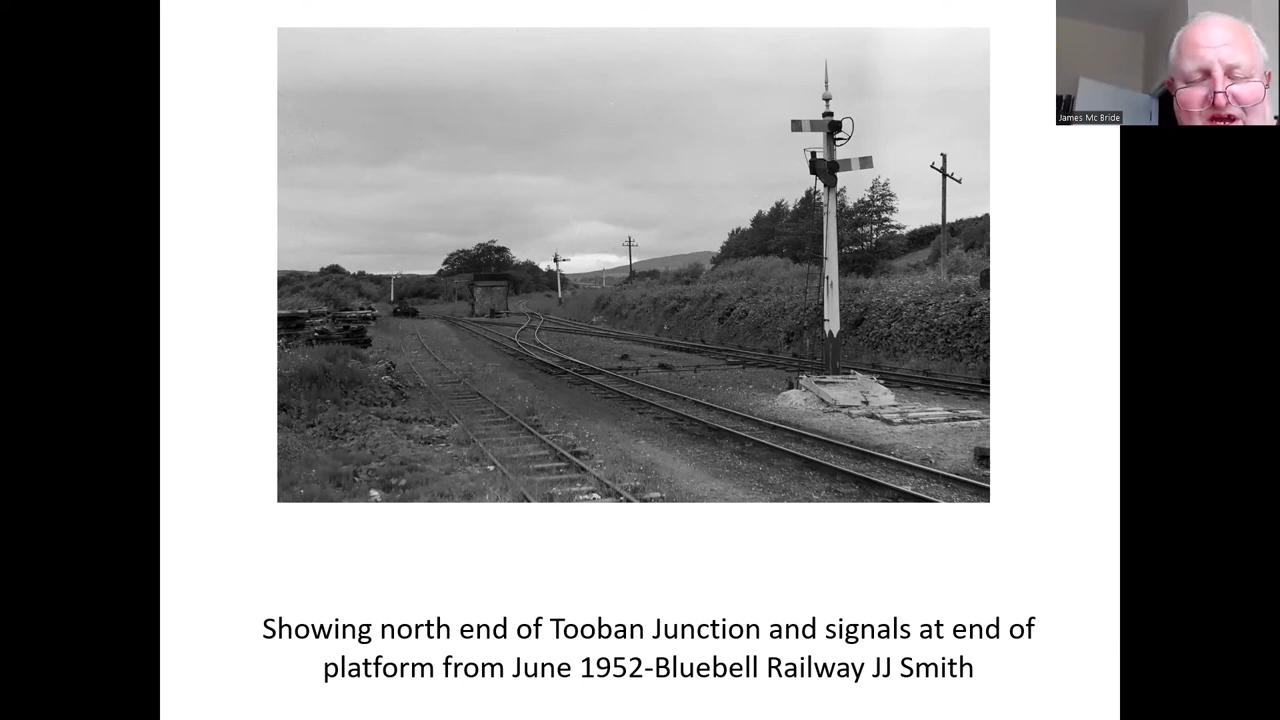 James Mc Bride
Showing north end of Tooban Junction and signals at end of
platform from June 1952-Bluebell Railway JJ Smith